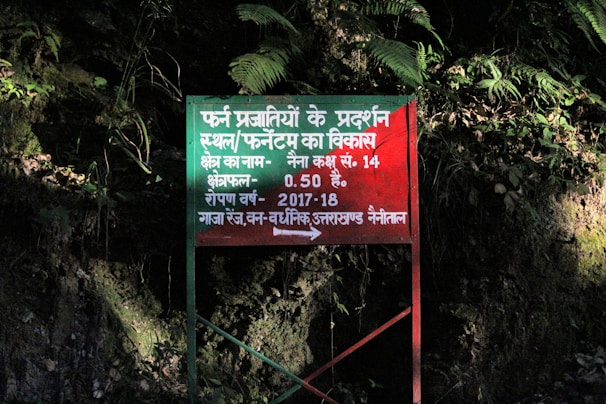 फर्न प्रजातियों के प्रदर्शन
स्थल/फर्नेटम का विकास
क्षेत्र का नाम- नैना कक्ष सं. 14
क्षेत्रफल- 0.50 है.
रोपण वर्ष- 2017-18
गाजा रेंज, वन-वर्धनिक, उत्तराखण्ड नैनीताल